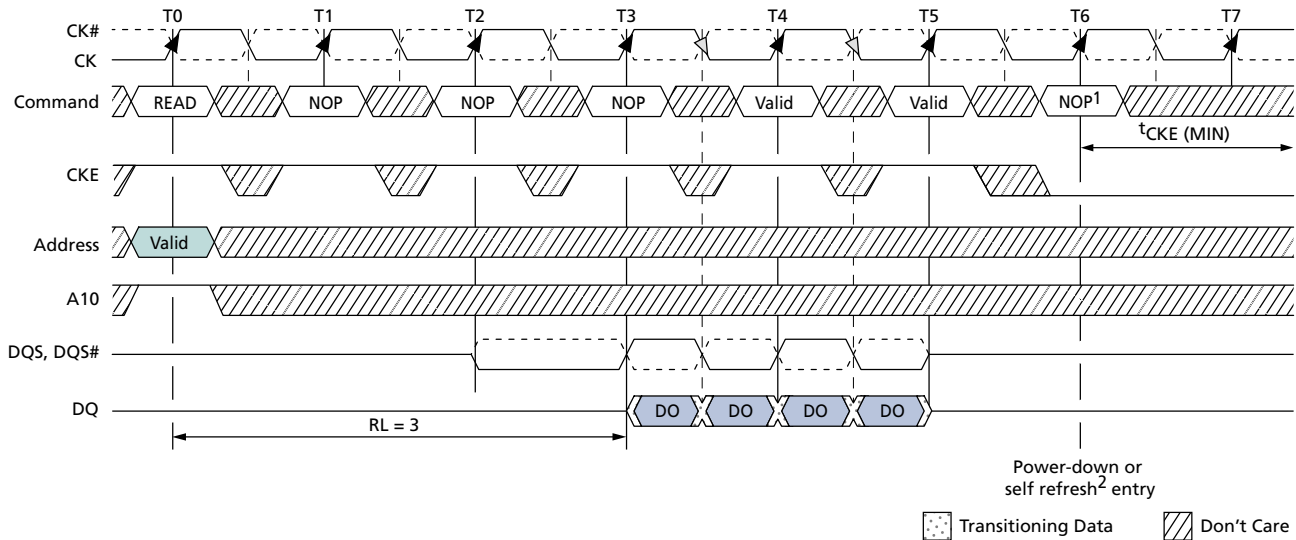 T0 T1 T2 T3 T4 T5 T6 T7
CK#
CK
Command READ NOP NOP NOP Valid Valid NOP1
tCKE (MIN)
CKE
Address Valid
A10
DQS, DQS#
DQ DO DO DO DO
RL = 3
Power-down or
self refresh2 entry
Transitioning Data Don't Care